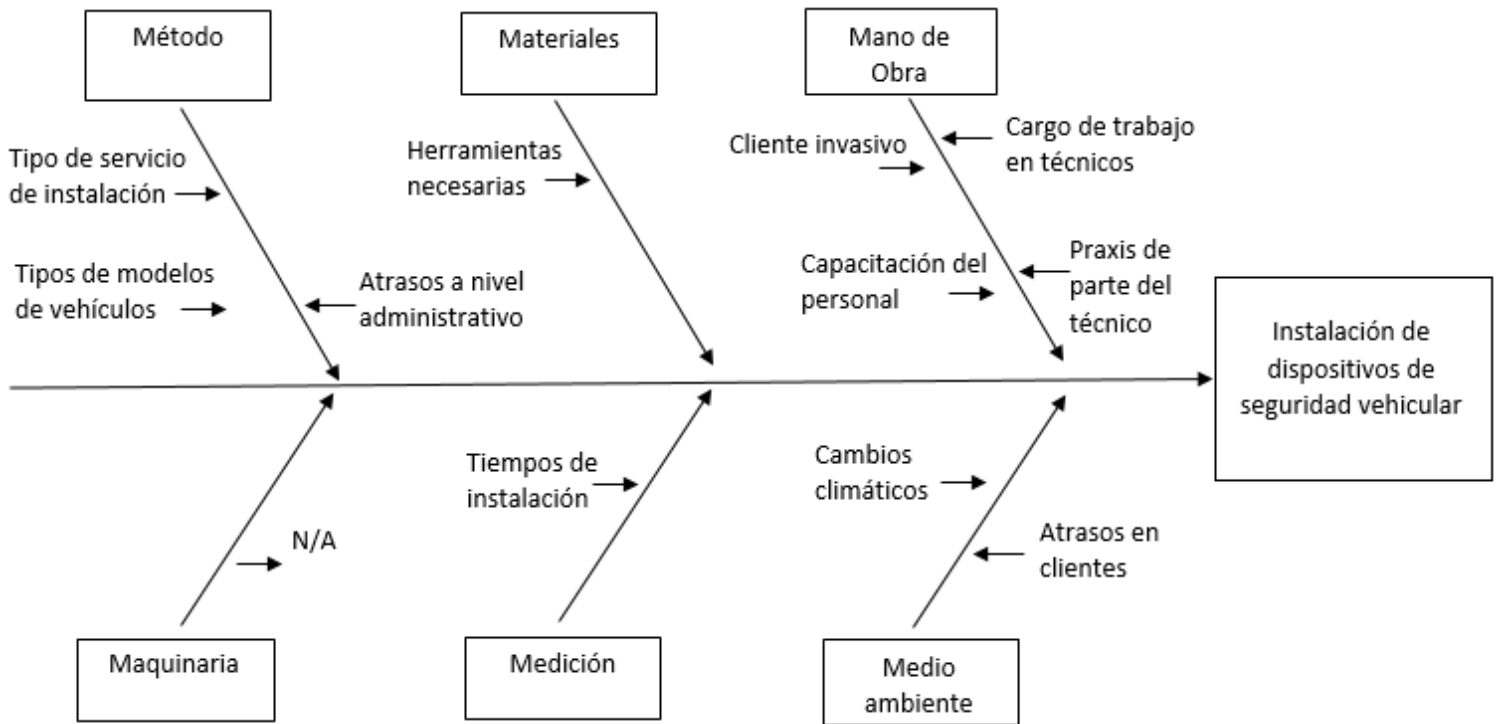 Método
Materiales
Mano de
Obra
Tipo de servicio
de instalación
Herramientas
necesarias
Cliente invasivo
Cargo de trabajo
en técnicos
Tipos de modelos
de vehículos
Atrasos a nivel
administrativo
Capacitación del
personal
Praxis de
parte del
técnico
Instalación de
dispositivos de
seguridad vehicular
N/A
Tiempos de
instalación
Cambios
climáticos
Atrasos en
clientes
Maquinaria
Medición
Medio
ambiente